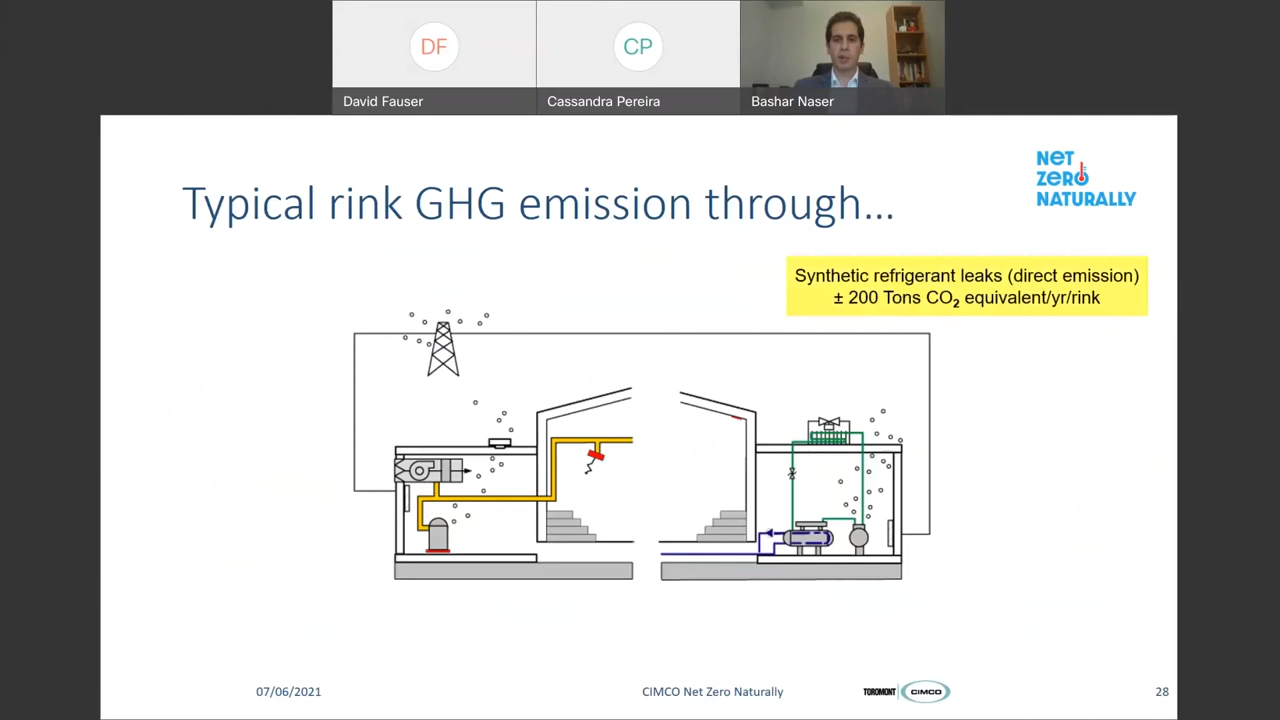 DF
CP
David Fauser
Cassandra Pereira
Bashar Naser
Typical rink GHG emission through...
NeT
ZeRO
NATURALLY
Synthetic refrigerant leaks (direct emission)
± 200 Tons CO₂ equivalent/yr/rink
07/06/2021
CIMCO Net Zero Naturally
TOROMONT
CIMCO
28